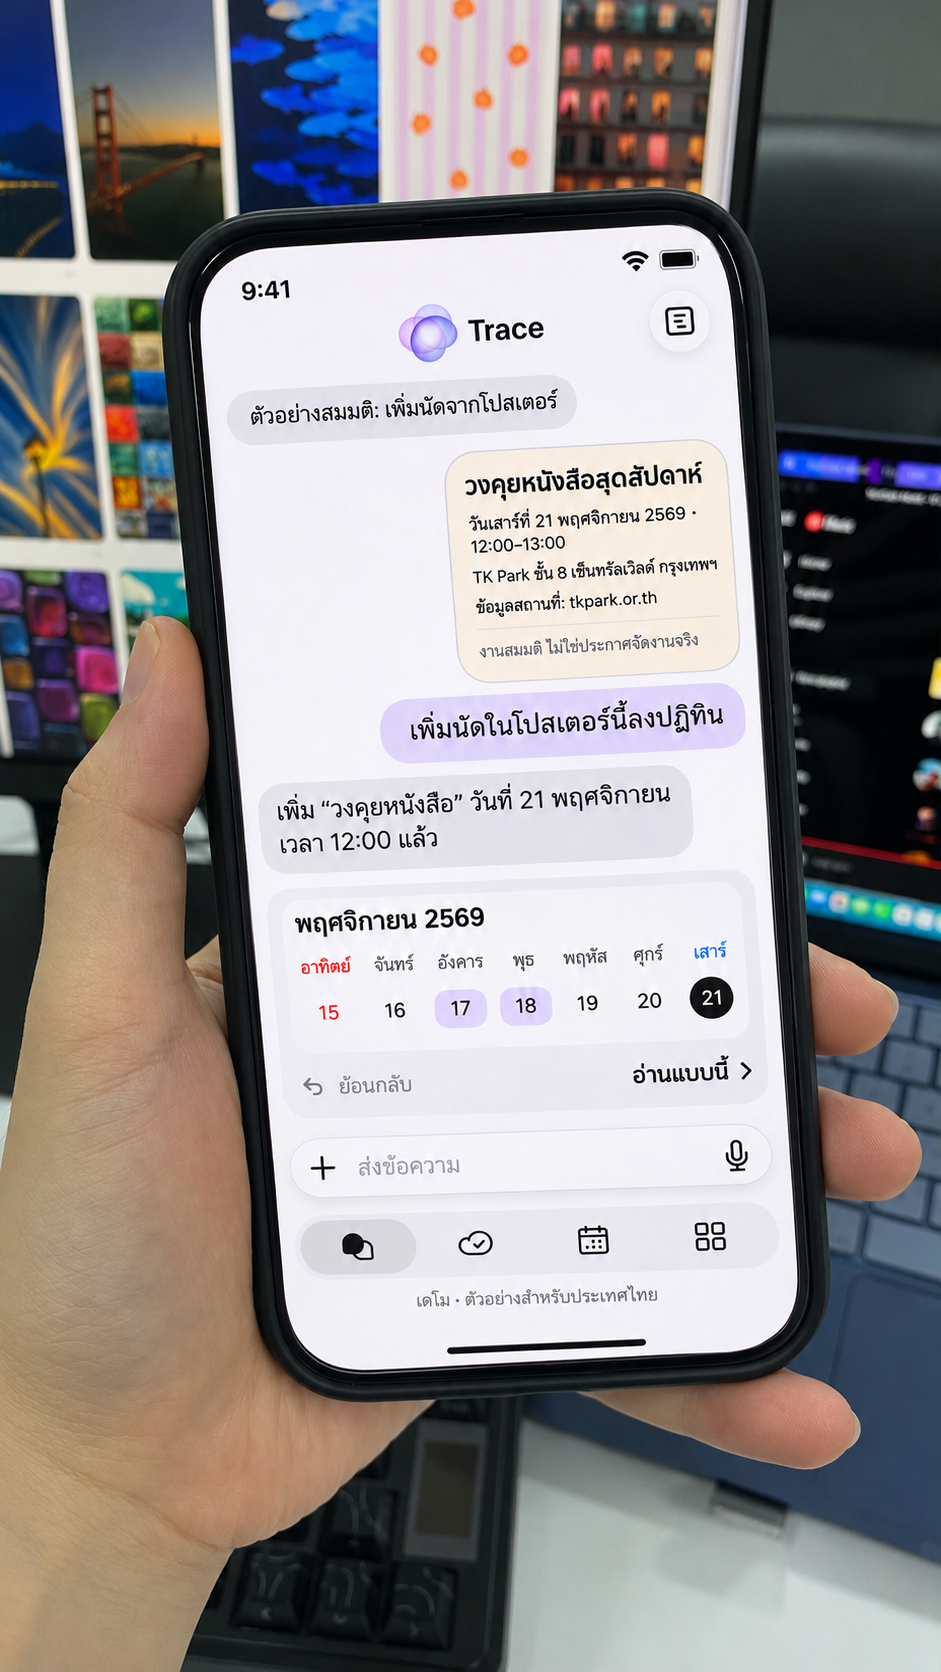 9:41
Trace
ตัวอย่างสมมติ: เพิ่มนัดจากโปสเตอร์
วงคุยหนังสือสุดสัปดาห์
วันเสาร์ที่ 21 พฤศจิกายน 2569 ·
12:00–13:00
TK Park ชั้น 8 เซ็นทรัลเวิลด์ กรุงเทพฯ
ข้อมูลสถานที่: tkpark.or.th
งานสมมติ ไม่ใช่ประกาศจัดงานจริง
เพิ่มนัดในโปสเตอร์นี้ลงปฏิทิน
เพิ่ม “วงคุยหนังสือ” วันที่ 21 พฤศจิกายน
เวลา 12:00 แล้ว
พฤศจิกายน 2569
อาทิตย์ จันทร์ อังคาร พุธ พฤหัส ศุกร์ เสาร์
15 16 17 18 19 20 21
ย้อนกลับ อ่านแบบนี้
ส่งข้อความ
เดโม · ตัวอย่างสำหรับประเทศไทย